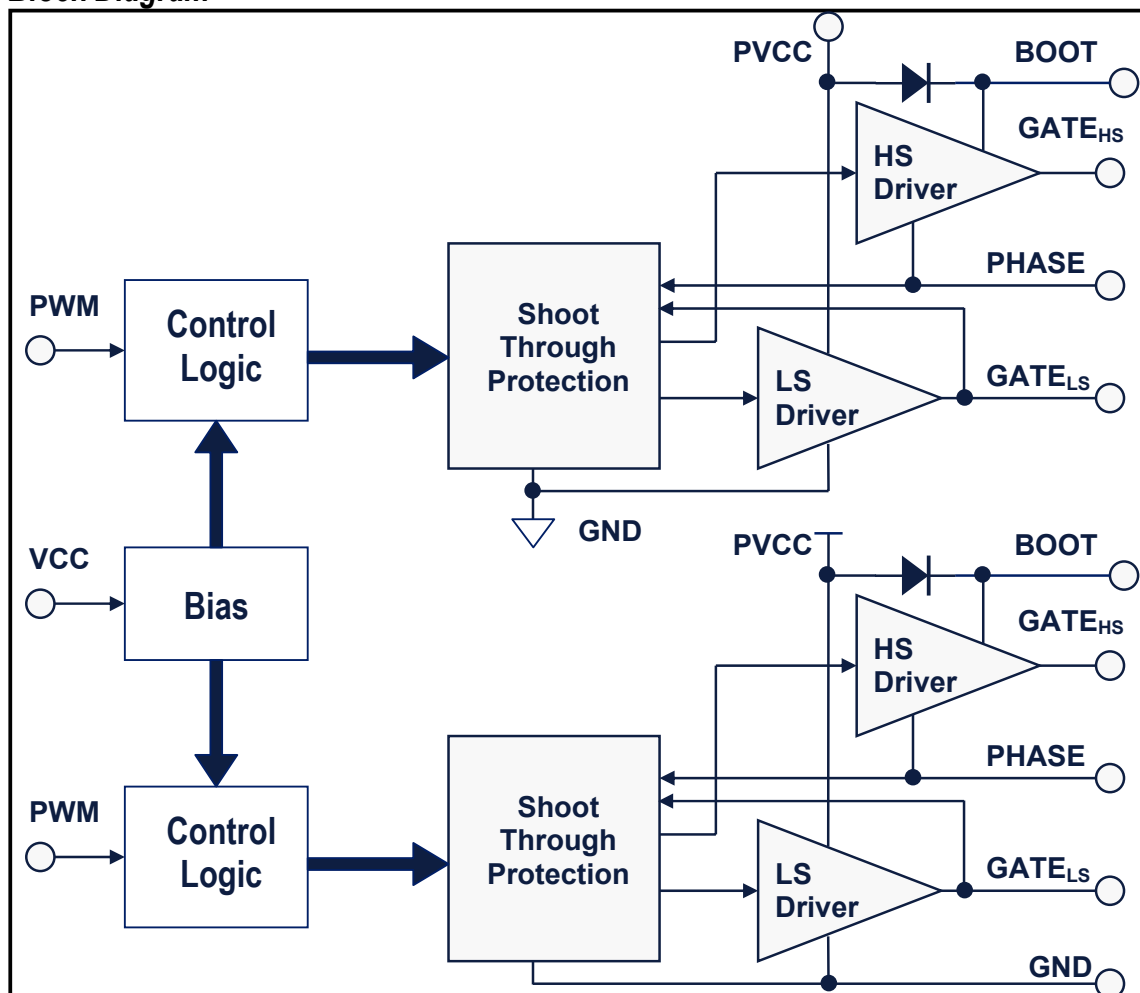 PVCC
BOOT
GATEHS
HS
Driver
PHASE
PWM
Control
Logic
Shoot
Through
Protection
LS
Driver
GATELS
GND
VCC
Bias
PVCC
BOOT
GATEHS
HS
Driver
PHASE
PWM
Control
Logic
Shoot
Through
Protection
LS
Driver
GATELS
GND